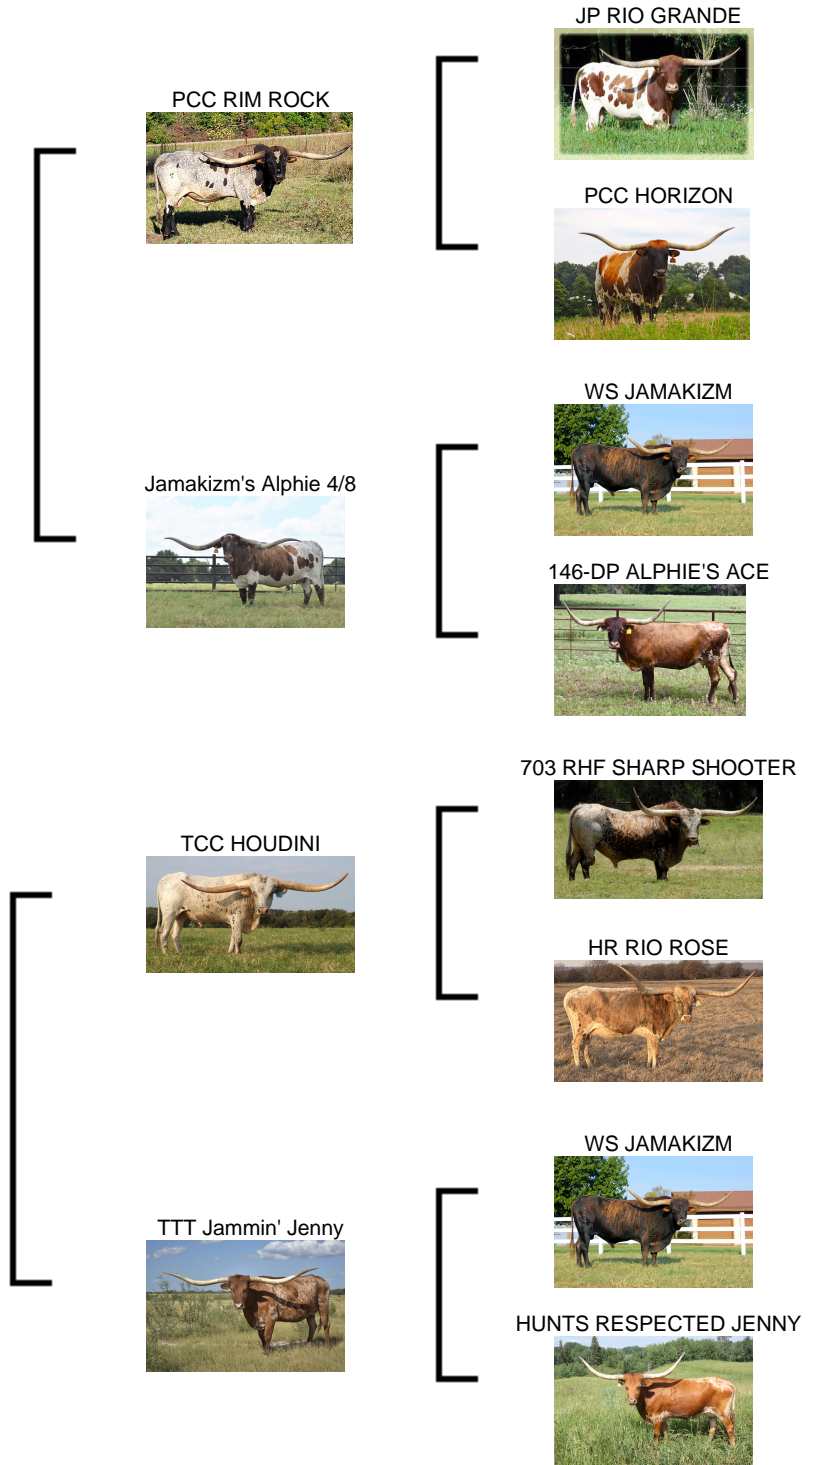 JP RIO GRANDE
PCC RIM ROCK
PCC HORIZON
WS JAMAKIZM
Jamakizm's Alphie 4/8
146-DP ALPHIE'S ACE
703 RHF SHARP SHOOTER
TCC HOUDINI
HR RIO ROSE
WS JAMAKIZM
TTT Jammin' Jenny
HUNTS RESPECTED JENNY